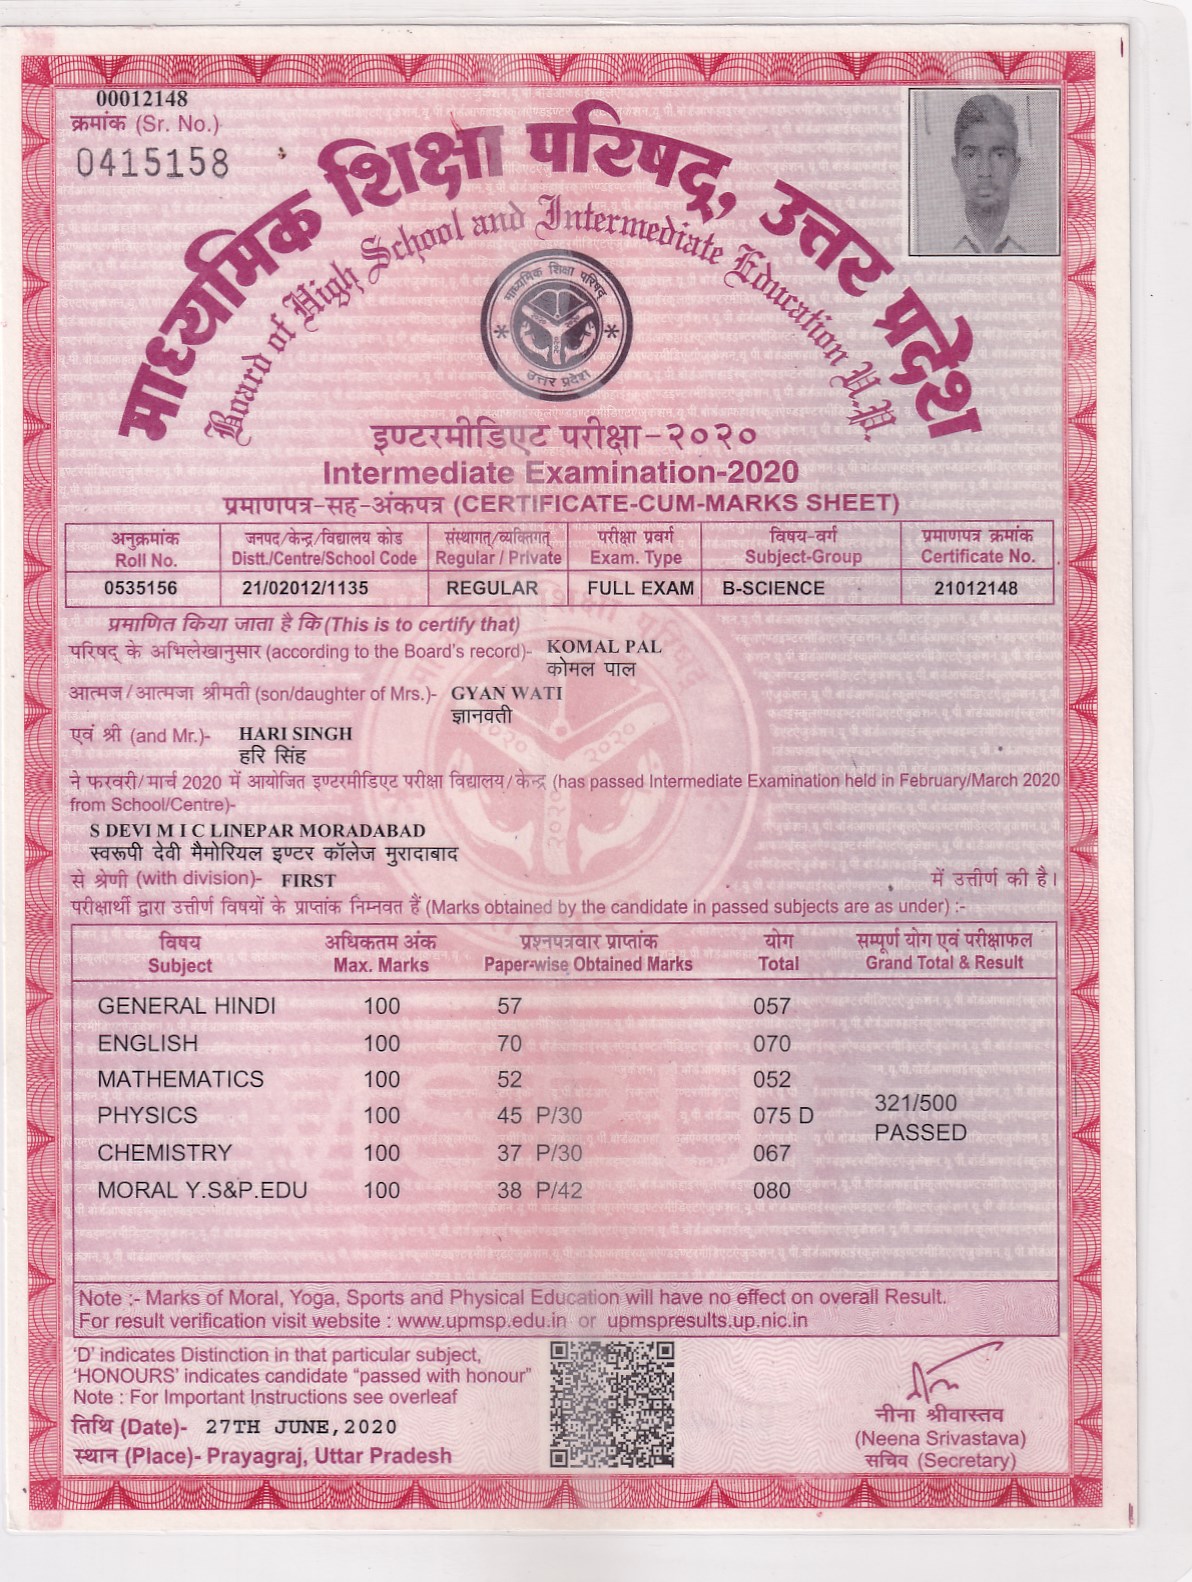 00012148
क्रमांक (Sr. No.)
0415158
माध्यमिक शिक्षा परिषद्, उत्तर प्रदेश
Board of High School and Intermediate Education U.P.
माध्यमिक शिक्षा परिषद्
उत्तर प्रदेश
इण्टरमीडिएट परीक्षा-२०२०
Intermediate Examination-2020
प्रमाणपत्र-सह-अंकपत्र (CERTIFICATE-CUM-MARKS SHEET)
अनुक्रमांक जनपद/केन्द्र/विद्यालय कोड संस्थागत्/व्यक्तिगत् परीक्षा प्रवर्ग विषय-वर्ग प्रमाणपत्र क्रमांक
Roll No. Distt./Centre/School Code Regular / Private Exam. Type Subject-Group Certificate No.
0535156 21/02012/1135 REGULAR FULL EXAM B-SCIENCE 21012148
प्रमाणित किया जाता है कि (This is to certify that)
परिषद् के अभिलेखानुसार (according to the Board's record)- KOMAL PAL
कोमल पाल
आत्मज/आत्मजा श्रीमती (son/daughter of Mrs.)- GYAN WATI
ज्ञानवती
एवं श्री (and Mr.)- HARI SINGH
हरि सिंह
ने फरवरी/मार्च 2020 में आयोजित इण्टरमीडिएट परीक्षा विद्यालय/केन्द्र (has passed Intermediate Examination held in February/March 2020
from School/Centre)-
S DEVI M I C LINEPAR MORADABAD
स्वरूपी देवी मैमोरियल इण्टर कॉलेज मुरादाबाद
से श्रेणी (with division)- FIRST में उत्तीर्ण की है।
परीक्षार्थी द्वारा उत्तीर्ण विषयों के प्राप्तांक निम्नवत हैं (Marks obtained by the candidate in passed subjects are as under) :-
विषय अधिकतम अंक प्रश्नपत्रवार प्राप्तांक योग सम्पूर्ण योग एवं परीक्षाफल
Subject Max. Marks Paper-wise Obtained Marks Total Grand Total & Result
GENERAL HINDI 100 57 057
ENGLISH 100 70 070
MATHEMATICS 100 52 052
PHYSICS 100 45 P/30 075 D
321/500
PASSED
CHEMISTRY 100 37 P/30 067
MORAL Y.S&P.EDU 100 38 P/42 080
Note :- Marks of Moral, Yoga, Sports and Physical Education will have no effect on overall Result.
For result verification visit website : www.upmsp.edu.in or upmspresults.up.nic.in
'D' indicates Distinction in that particular subject,
'HONOURS' indicates candidate "passed with honour"
Note : For Important Instructions see overleaf
तिथि (Date)- 27TH JUNE,2020
स्थान (Place)- Prayagraj, Uttar Pradesh
नीना श्रीवास्तव
(Neena Srivastava)
सचिव (Secretary)